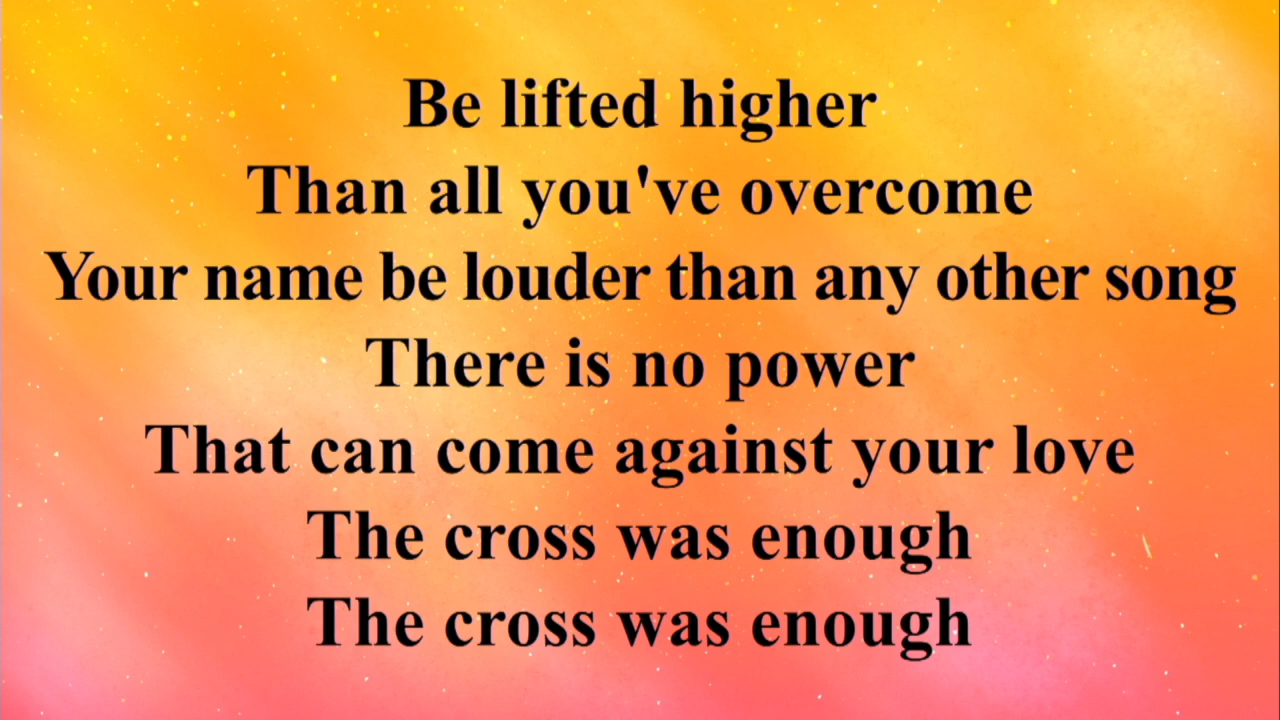 Be lifted higher
Than all you've overcome
Your name be louder than any other song
There is no power
That can come against your love
The cross was enough
The cross was enough